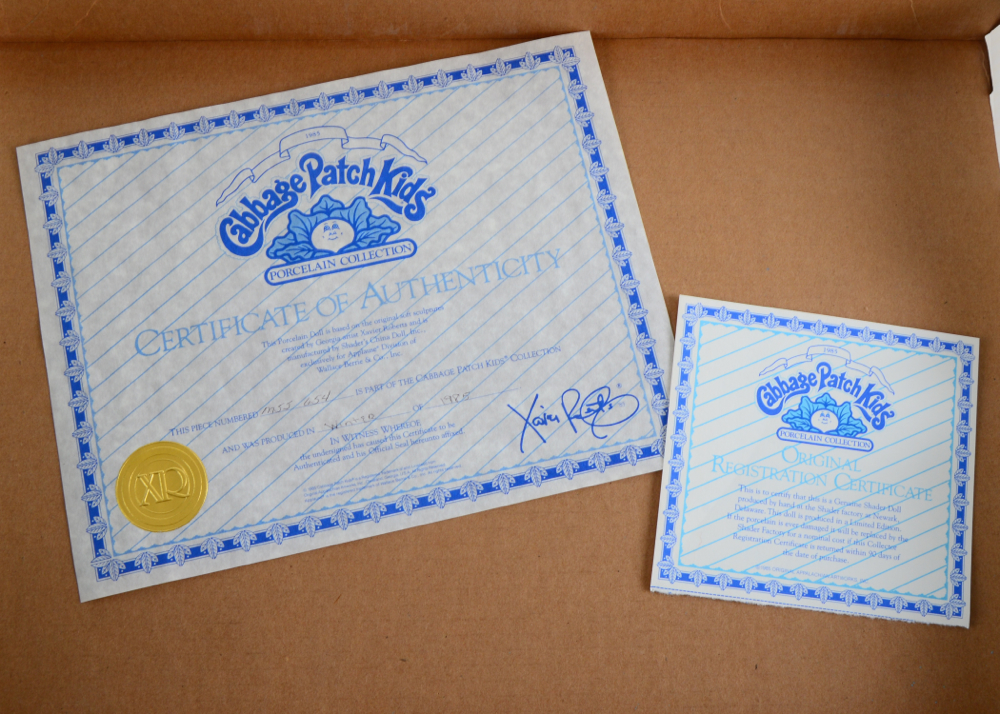 1985
Cabbage Patch Kids
PORCELAIN COLLECTION
CERTIFICATE OF AUTHENTICITY
This Porcelain Doll is based on the original soft sculptures
created by Georgia artist Xavier Roberts and is
manufactured by Shader's China Doll, Inc.,
exclusively for Applause® Division of
Wallace Berrie & Co., Inc.
THIS PIECE NUMBERED 654 IS PART OF THE CABBAGE PATCH KIDS® COLLECTION
AND WAS PRODUCED IN OF
IN WITNESS WHEREOF
the undersigned has caused this Certificate to be
Authenticated and his Official Seal hereunto affixed.
Xavier Roberts
XR
1985
Cabbage Patch Kids
PORCELAIN COLLECTION
ORIGINAL
REGISTRATION CERTIFICATE
This is to certify that this is a Genuine Shader Doll
produced by hand at the Shader factory at Newark
Delaware. This doll is produced in a Limited Edition.
If the porcelain is ever damaged it will be replaced by the
Shader Factory for a nominal cost if this Collector
Registration Certificate is returned within 90 days of
the date of purchase